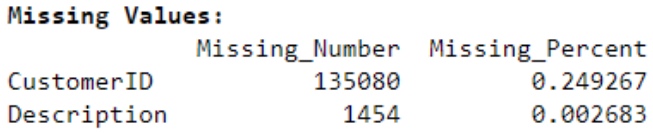 Missing Values:
Missing_Number Missing_Percent
CustomerID 135080 0.249267
Description 1454 0.002683